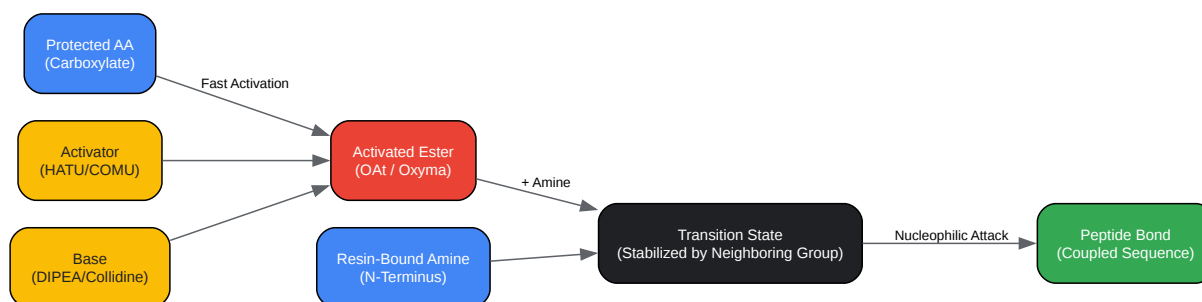 Protected AA
(Carboxylate)
Fast Activation
Activator
(HATU/COMU)
Base
(DIPEA/Collidine)
Activated Ester
(OAt / Oxyma)
+ Amine
Resin-Bound Amine
(N-Terminus)
Transition State
(Stabilized by Neighboring Group)
Nucleophilic Attack
Peptide Bond
(Coupled Sequence)